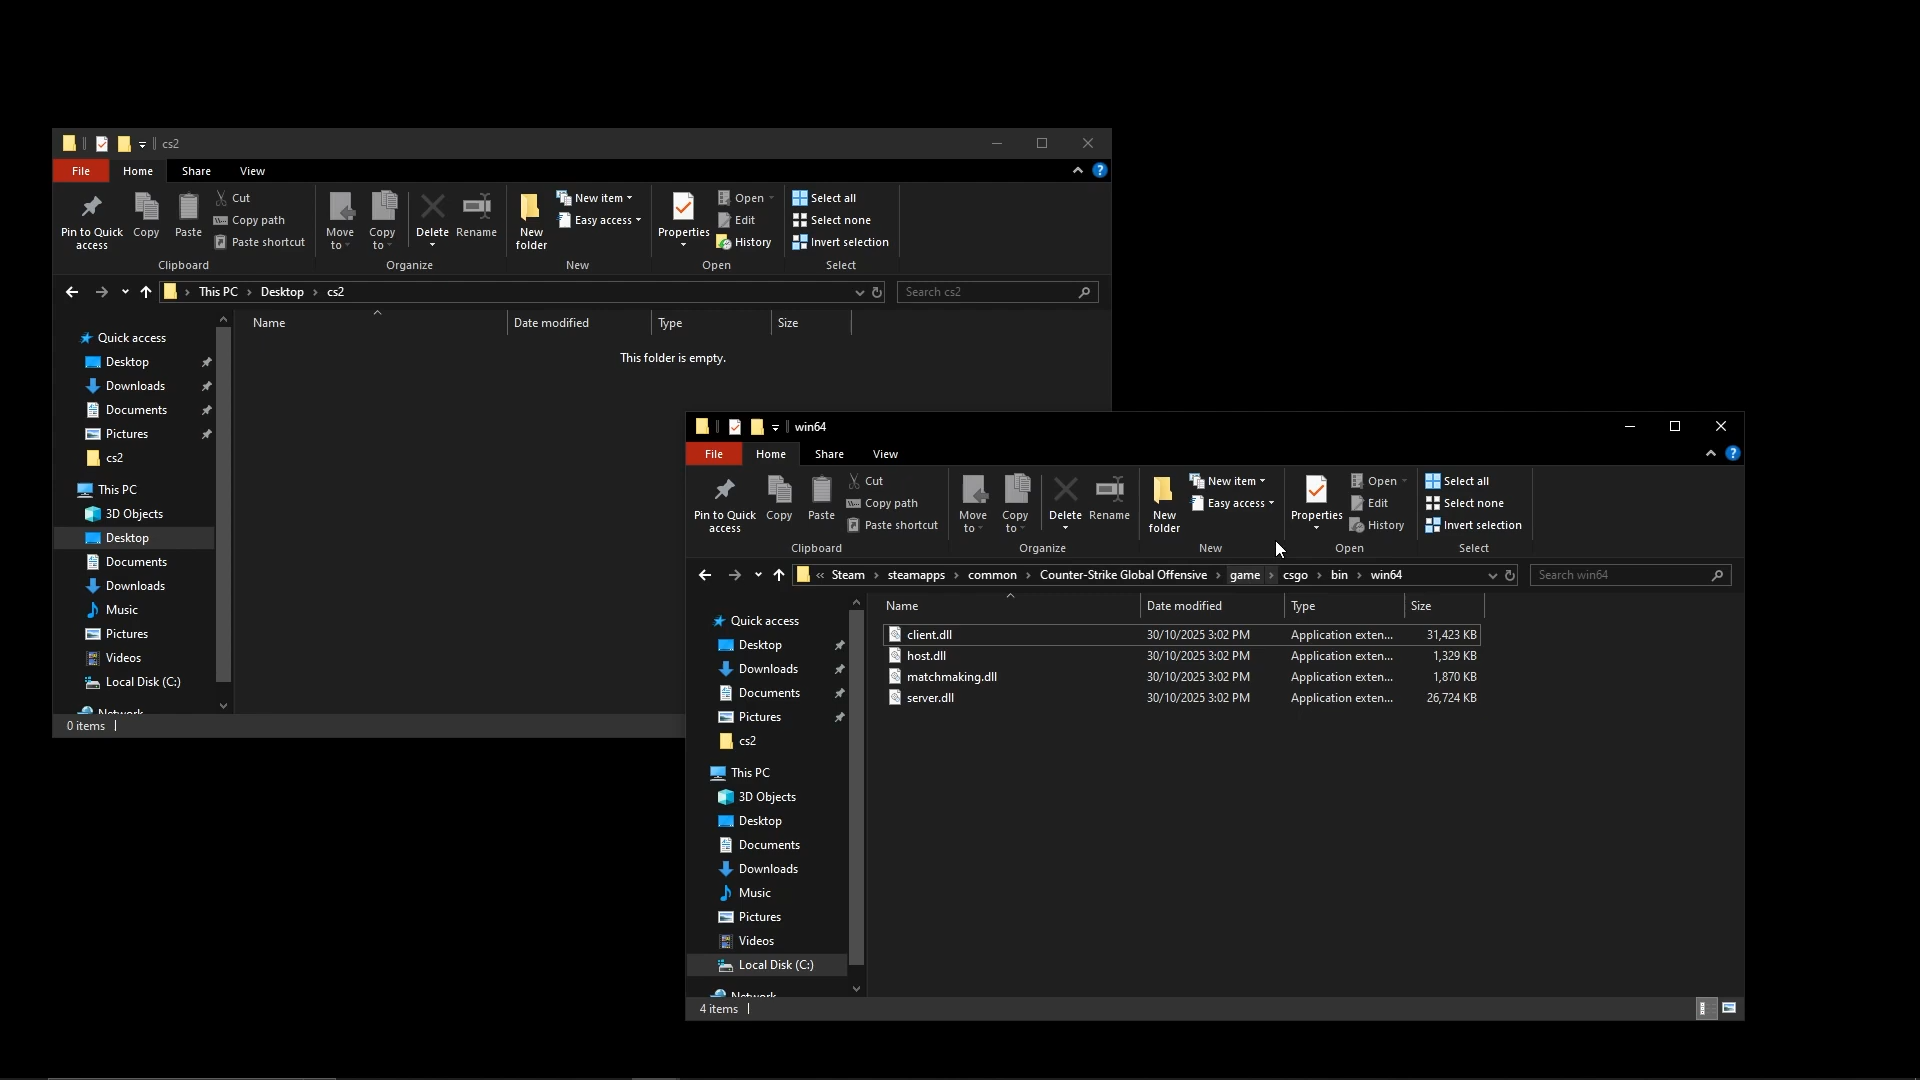 cs2
File Home Share View
Pin to Quick access
Copy
Paste
Cut
Copy path
Paste shortcut
Clipboard
Move to
Copy to
Delete
Rename
Organize
New folder
New item
Easy access
New
Properties
Open
Edit
History
Open
Select all
Select none
Invert selection
Select
This PC > Desktop > cs2
Search cs2
Name Date modified Type Size
This folder is empty.
Quick access
Desktop
Downloads
Documents
Pictures
cs2
This PC
3D Objects
Desktop
Documents
Downloads
Music
Pictures
Videos
Local Disk (C:)
Network
0 items
win64
File Home Share View
Pin to Quick access
Copy
Paste
Cut
Copy path
Paste shortcut
Clipboard
Move to
Copy to
Delete
Rename
Organize
New folder
New item
Easy access
New
Properties
Open
Edit
History
Open
Select all
Select none
Invert selection
Select
« Steam > steamapps > common > Counter-Strike Global Offensive > game > csgo > bin > win64
Search win64
Name Date modified Type Size
client.dll 30/10/2025 3:02 PM Application exten... 31,423 KB
host.dll 30/10/2025 3:02 PM Application exten... 1,329 KB
matchmaking.dll 30/10/2025 3:02 PM Application exten... 1,870 KB
server.dll 30/10/2025 3:02 PM Application exten... 26,724 KB
Quick access
Desktop
Downloads
Documents
Pictures
cs2
This PC
3D Objects
Desktop
Documents
Downloads
Music
Pictures
Videos
Local Disk (C:)
Network
4 items